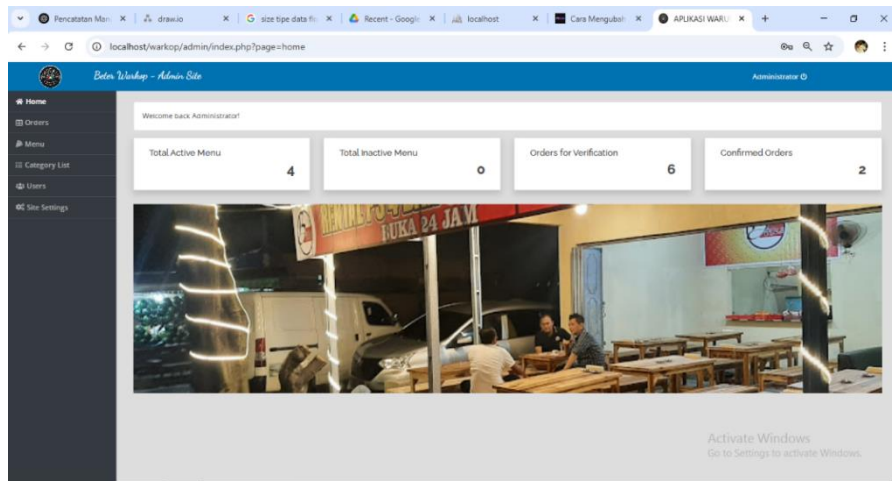 Pencatatan Man
draw.io
size tipe data fl
Recent - Google
localhost
Cara Mengubah
APLIKASI WARU
localhost/warkop/admin/index.php?page=home
Beter Warkop - Admin Site
Administrator
Home
Orders
Menu
Category List
Users
Site Settings
Welcome back Administrator!
Total Active Menu
4
Total Inactive Menu
0
Orders for Verification
6
Confirmed Orders
2
BUKA 24 JAM
Activate Windows
Go to Settings to activate Windows.